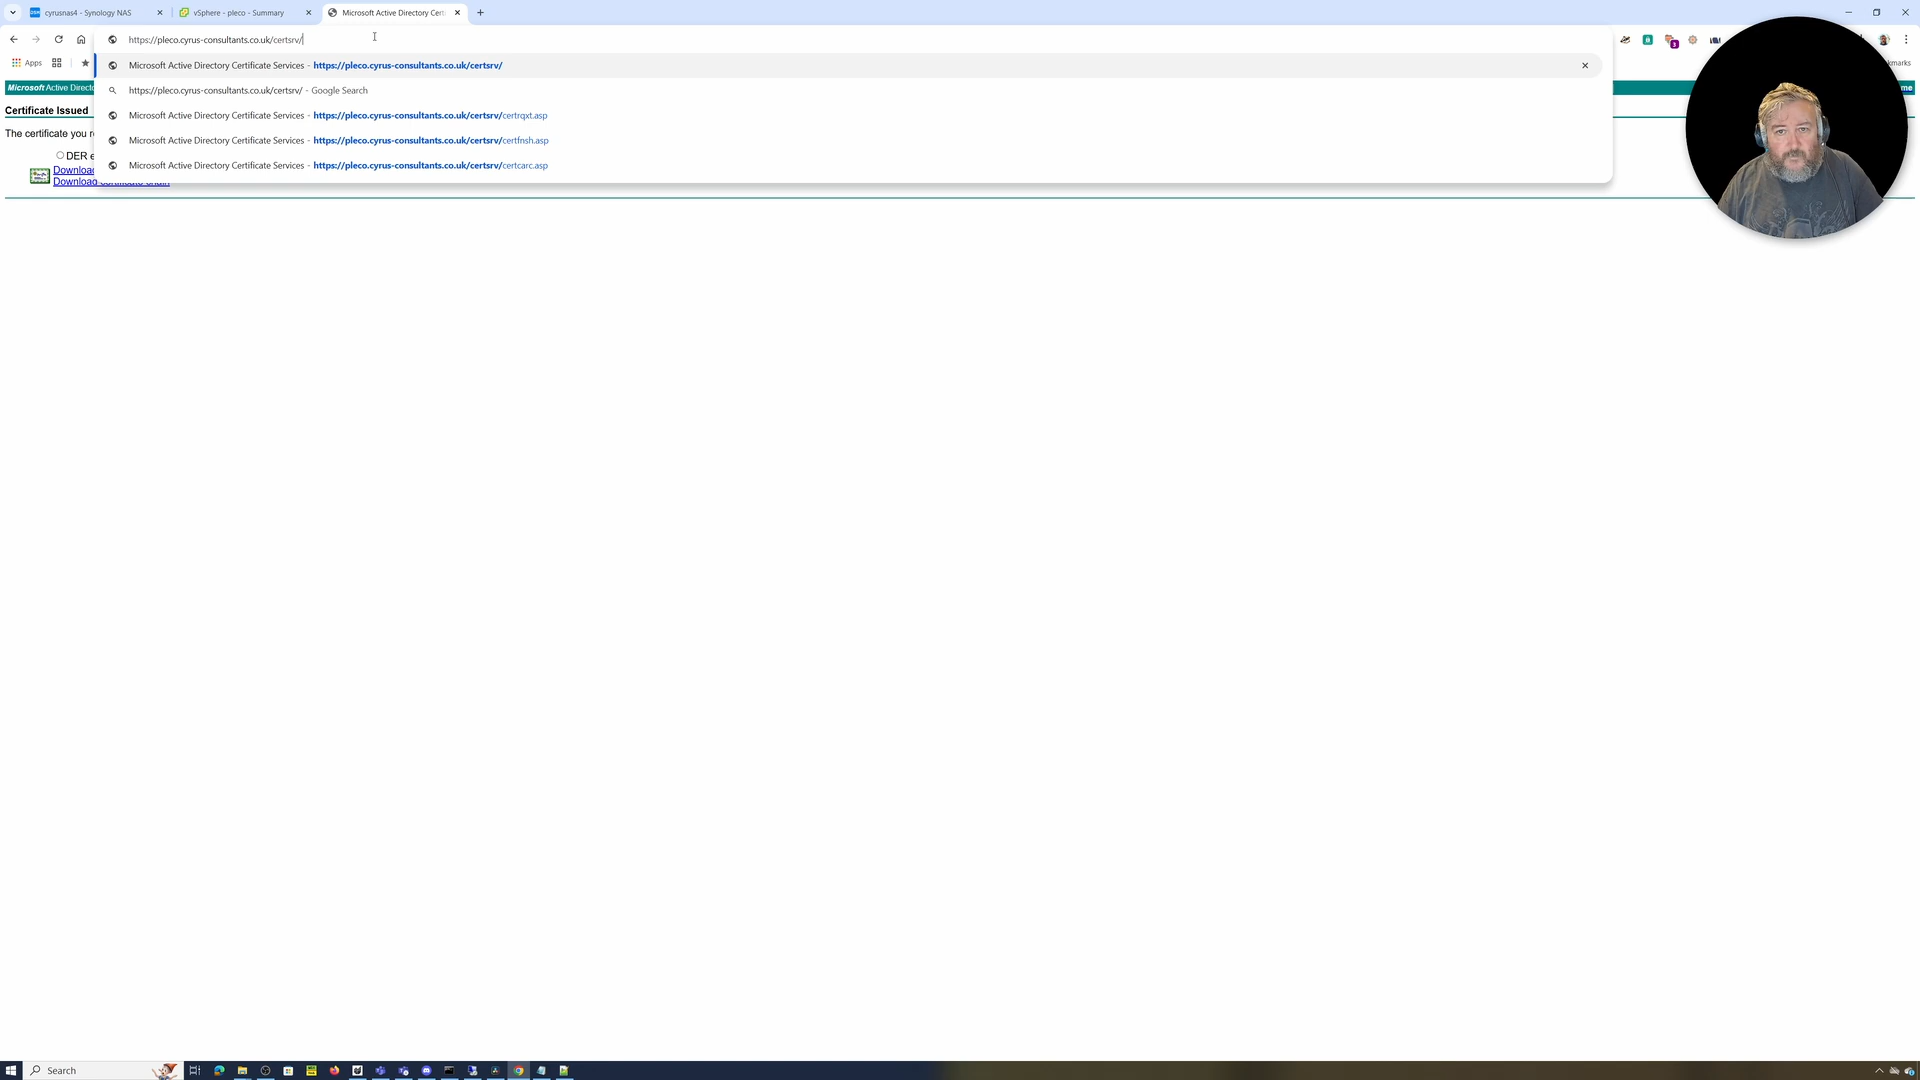 cyrusnas4 - Synology NAS
vSphere - pleco - Summary
Microsoft Active Directory Cert
https://pleco.cyrus-consultants.co.uk/certsrv/
Apps
Microsoft Active Directory Certificate Services - https://pleco.cyrus-consultants.co.uk/certsrv/
https://pleco.cyrus-consultants.co.uk/certsrv/ - Google Search
Microsoft Active Directory Certificate Services - https://pleco.cyrus-consultants.co.uk/certsrv/certrqxt.asp
Microsoft Active Directory Certificate Services - https://pleco.cyrus-consultants.co.uk/certsrv/certfnsh.asp
Microsoft Active Directory Certificate Services - https://pleco.cyrus-consultants.co.uk/certsrv/certcarc.asp
Microsoft Active Directo
Certificate Issued
The certificate you r
DER e
Download
Download certificate chain
Search